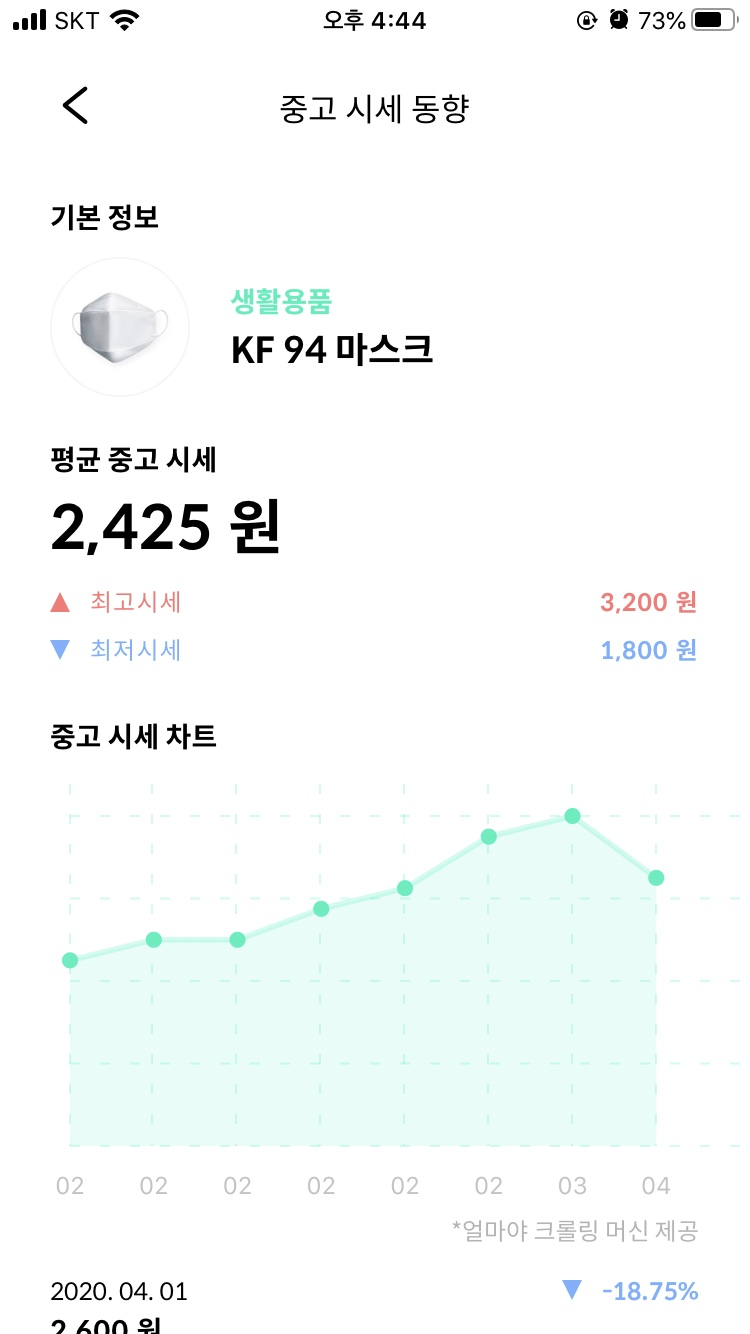 SKT 오후 4:44 73%
중고 시세 동향
기본 정보
생활용품
KF 94 마스크
평균 중고 시세
2,425 원
▲ 최고시세 3,200 원
▼ 최저시세 1,800 원
중고 시세 차트
02 02 02 02 02 02 03 04
*얼마야 크롤링 머신 제공
2020. 04. 01 ▼ -18.75%
2,600 원